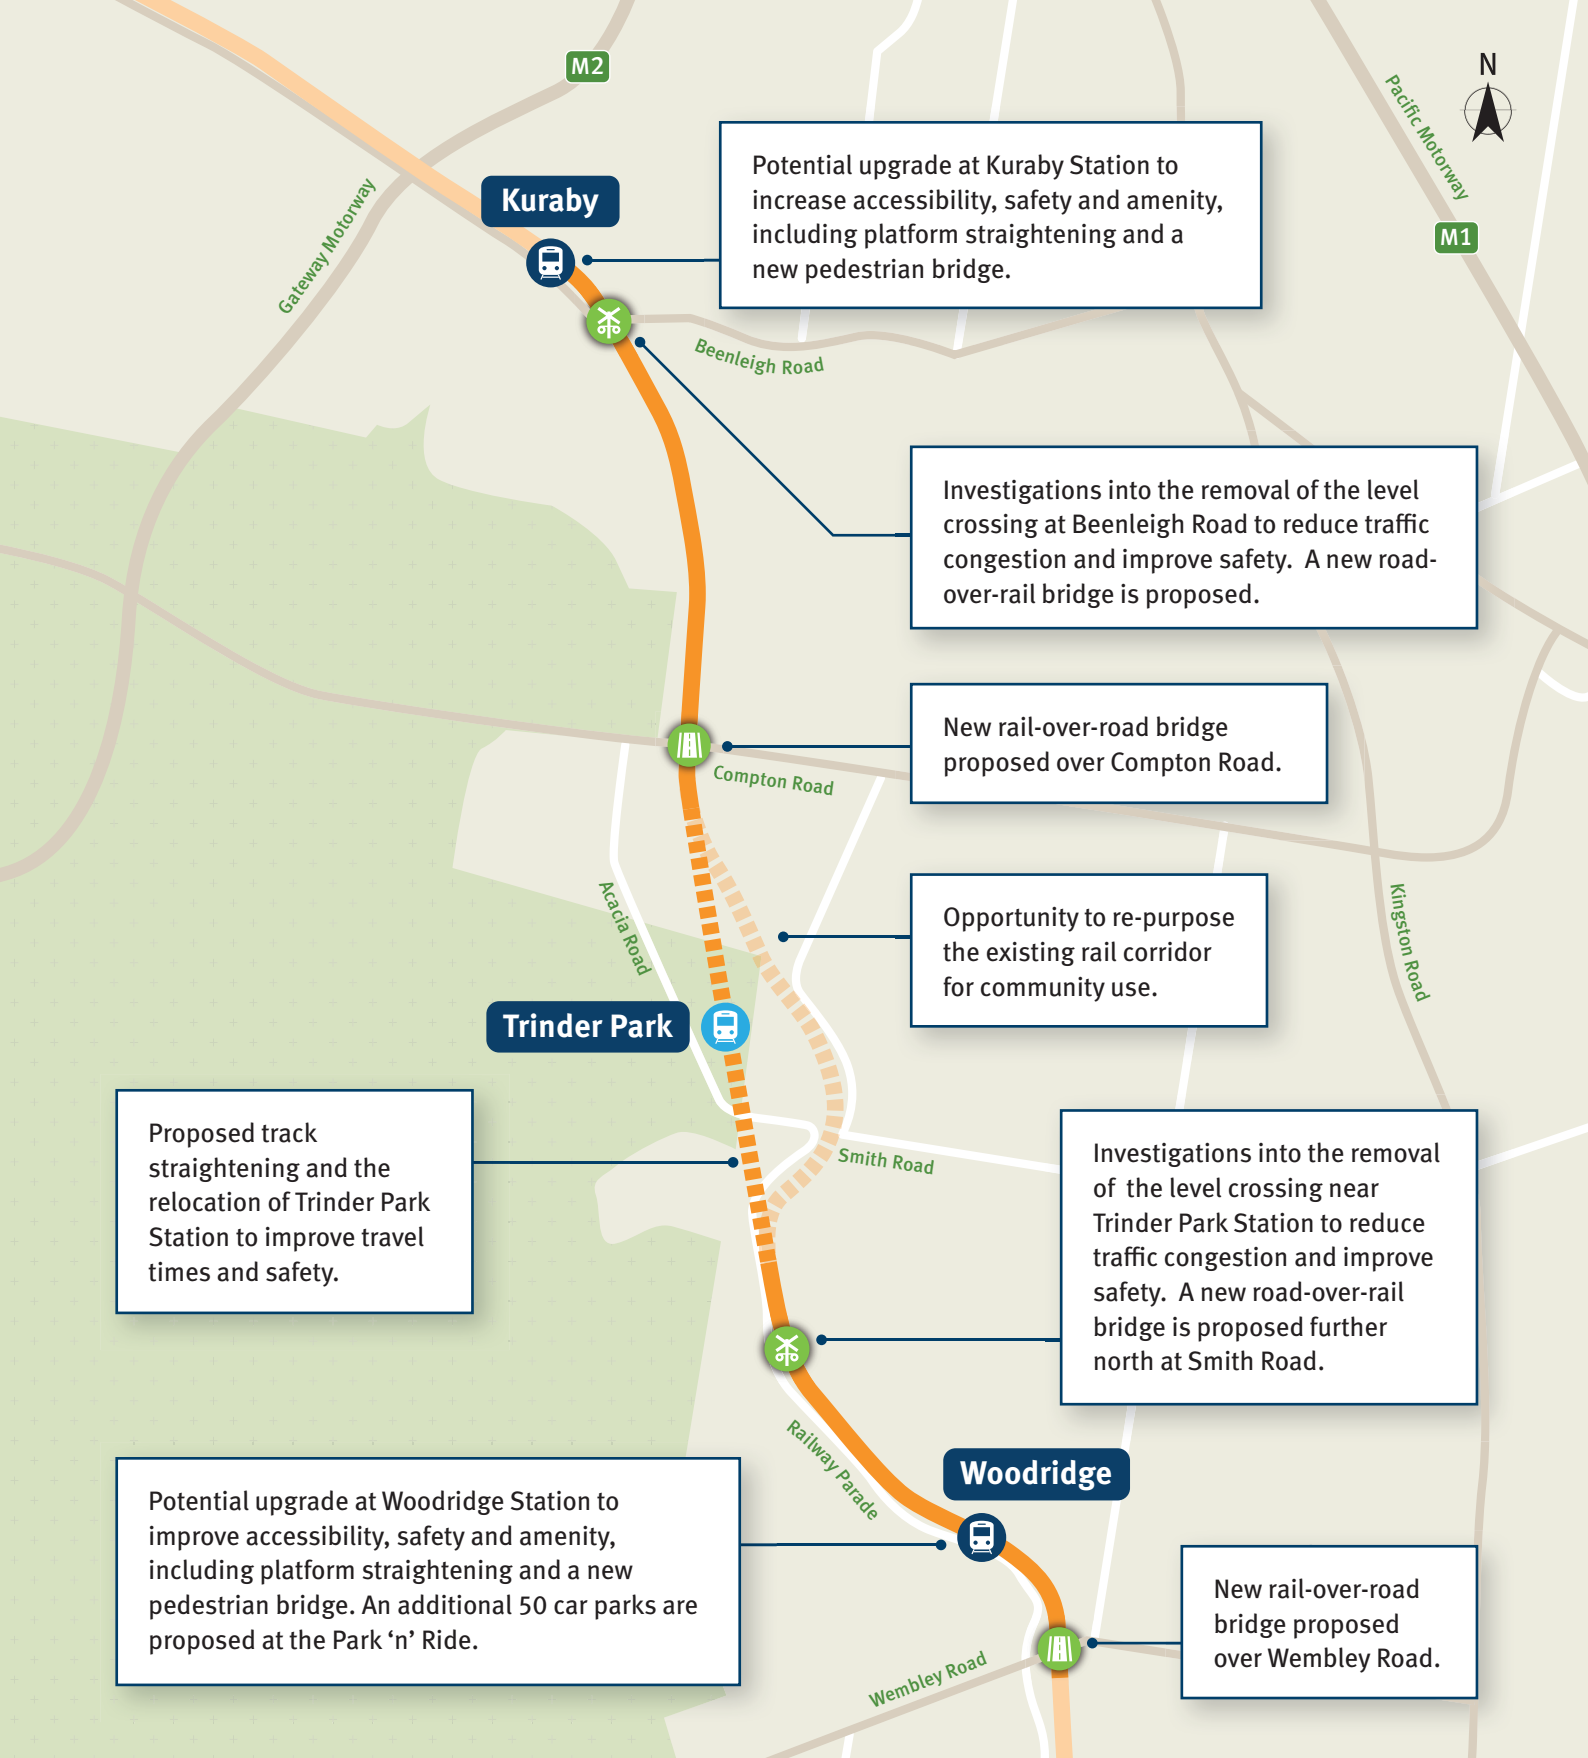 M2
N
Pacific Motorway
Potential upgrade at Kuraby Station to
increase accessibility, safety and amenity,
including platform straightening and a
new pedestrian bridge.
Kuraby
Gateway Motorway
M1
Beenleigh Road
Investigations into the removal of the level
crossing at Beenleigh Road to reduce traffic
congestion and improve safety.  A new road-
over-rail bridge is proposed.
New rail-over-road bridge
proposed over Compton Road.
Compton Road
Acacia Road
Opportunity to re-purpose
the existing rail corridor
for community use.
Kingston Road
Trinder Park
Proposed track
straightening and the
relocation of Trinder Park
Station to improve travel
times and safety.
Smith Road
Investigations into the removal
of  the level crossing near
Trinder Park Station to reduce
traffic congestion and improve
safety.  A new road-over-rail
bridge is proposed further
north at Smith Road.
Railway Parade
Woodridge
Potential upgrade at Woodridge Station to
improve accessibility, safety and amenity,
including platform straightening and a new
pedestrian bridge. An additional 50 car parks are
proposed at the Park ‘n’ Ride.
New rail-over-road
bridge proposed
over Wembley Road.
Wembley Road